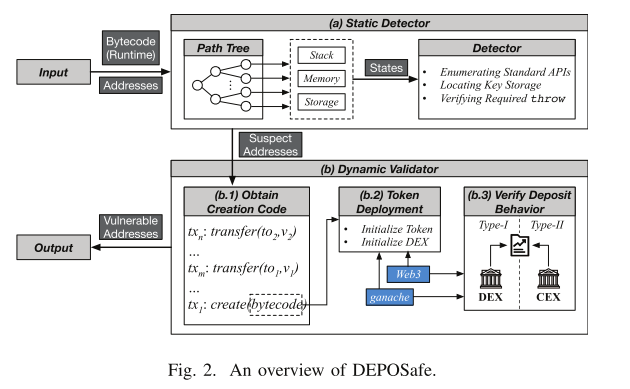 (a) Static Detector
Bytecode
(Runtime)
Input
Addresses
Path Tree
Stack
Memory
Storage
States
Detector
• Enumerating Standard APIs
• Locating Key Storage
• Verifying Required throw
Suspect
Addresses
(b) Dynamic Validator
Vulnerable
Addresses
Output
(b.1) Obtain
Creation Code
txₙ: transfer(to₂,v₂)
...
txₘ: transfer(to₁,v₁)
...
tx₁: create(bytecode)
(b.2) Token
Deployment
• Initialize Token
• Initialize DEX
Web3
ganache
(b.3) Verify Deposit
Behavior
Type-I Type-II
DEX CEX
Fig. 2. An overview of DEPOSafe.